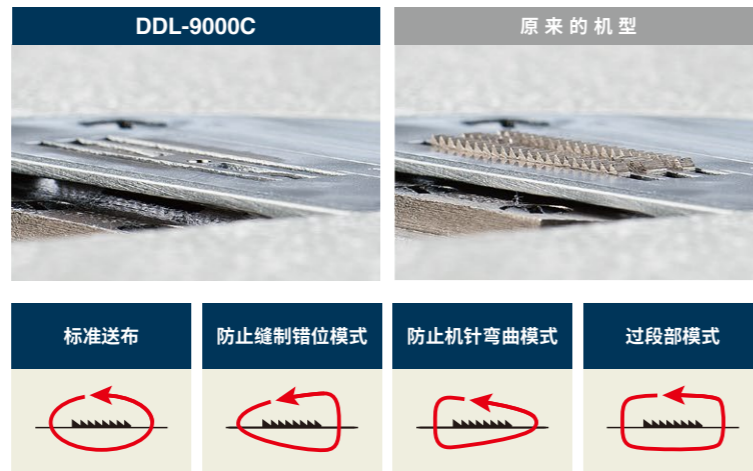 DDL-9000C
原来的机型
标准送布
防止缝制错位模式
防止机针弯曲模式
过段部模式